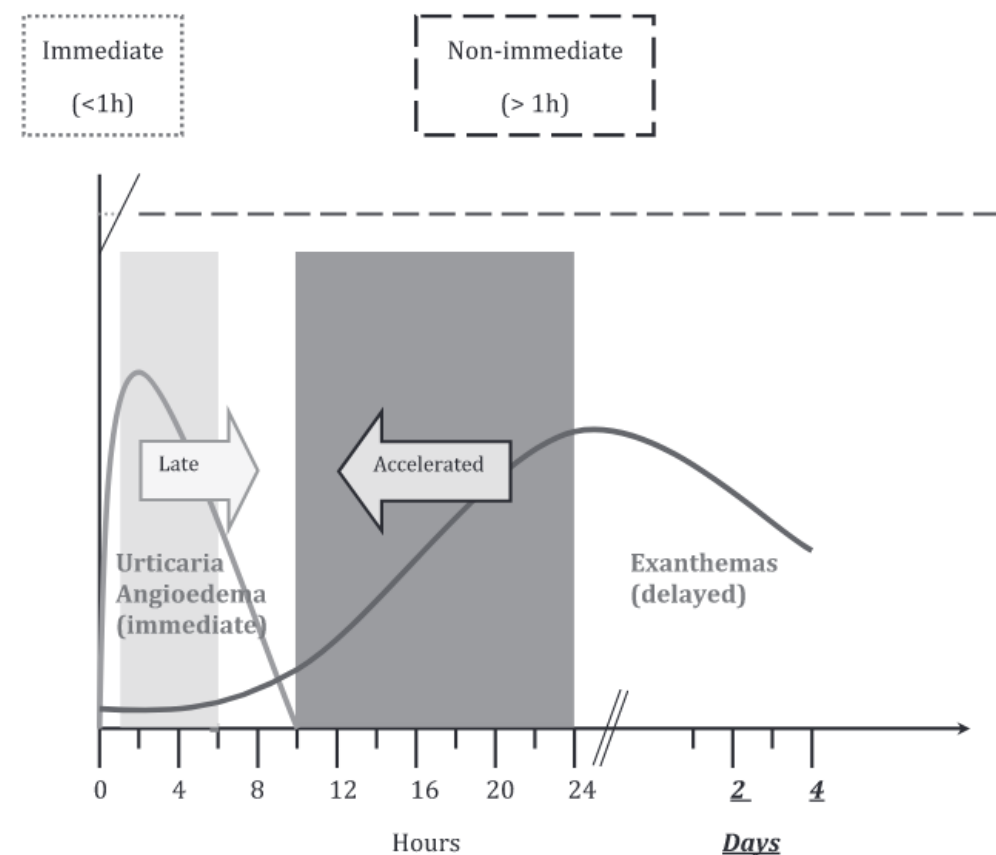 Immediate
(<1h)
Non-immediate
(> 1h)
Late
Accelerated
Urticaria
Angioedema
(immediate)
Exanthemas
(delayed)
0 4 8 12 16 20 24 2 4
Hours Days